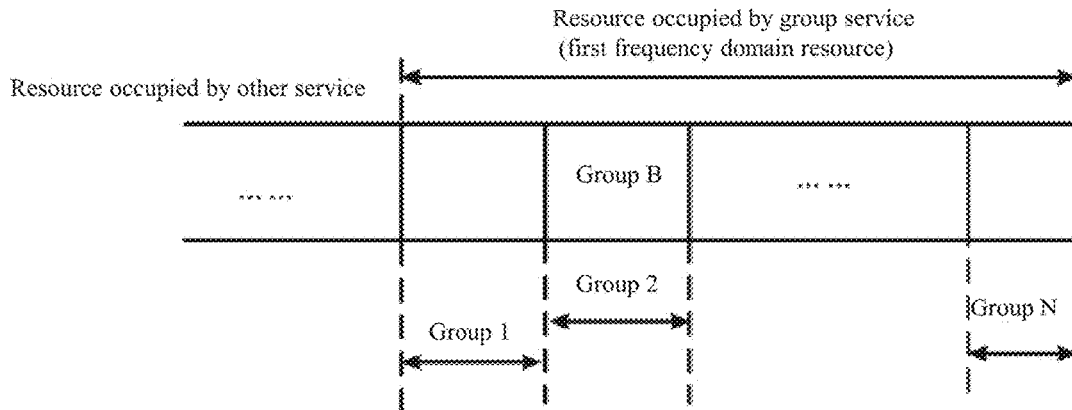 Resource occupied by group service
(first frequency domain resource)
Resource occupied by other service
... ...
Group B
... ...
Group 2
Group N
Group 1